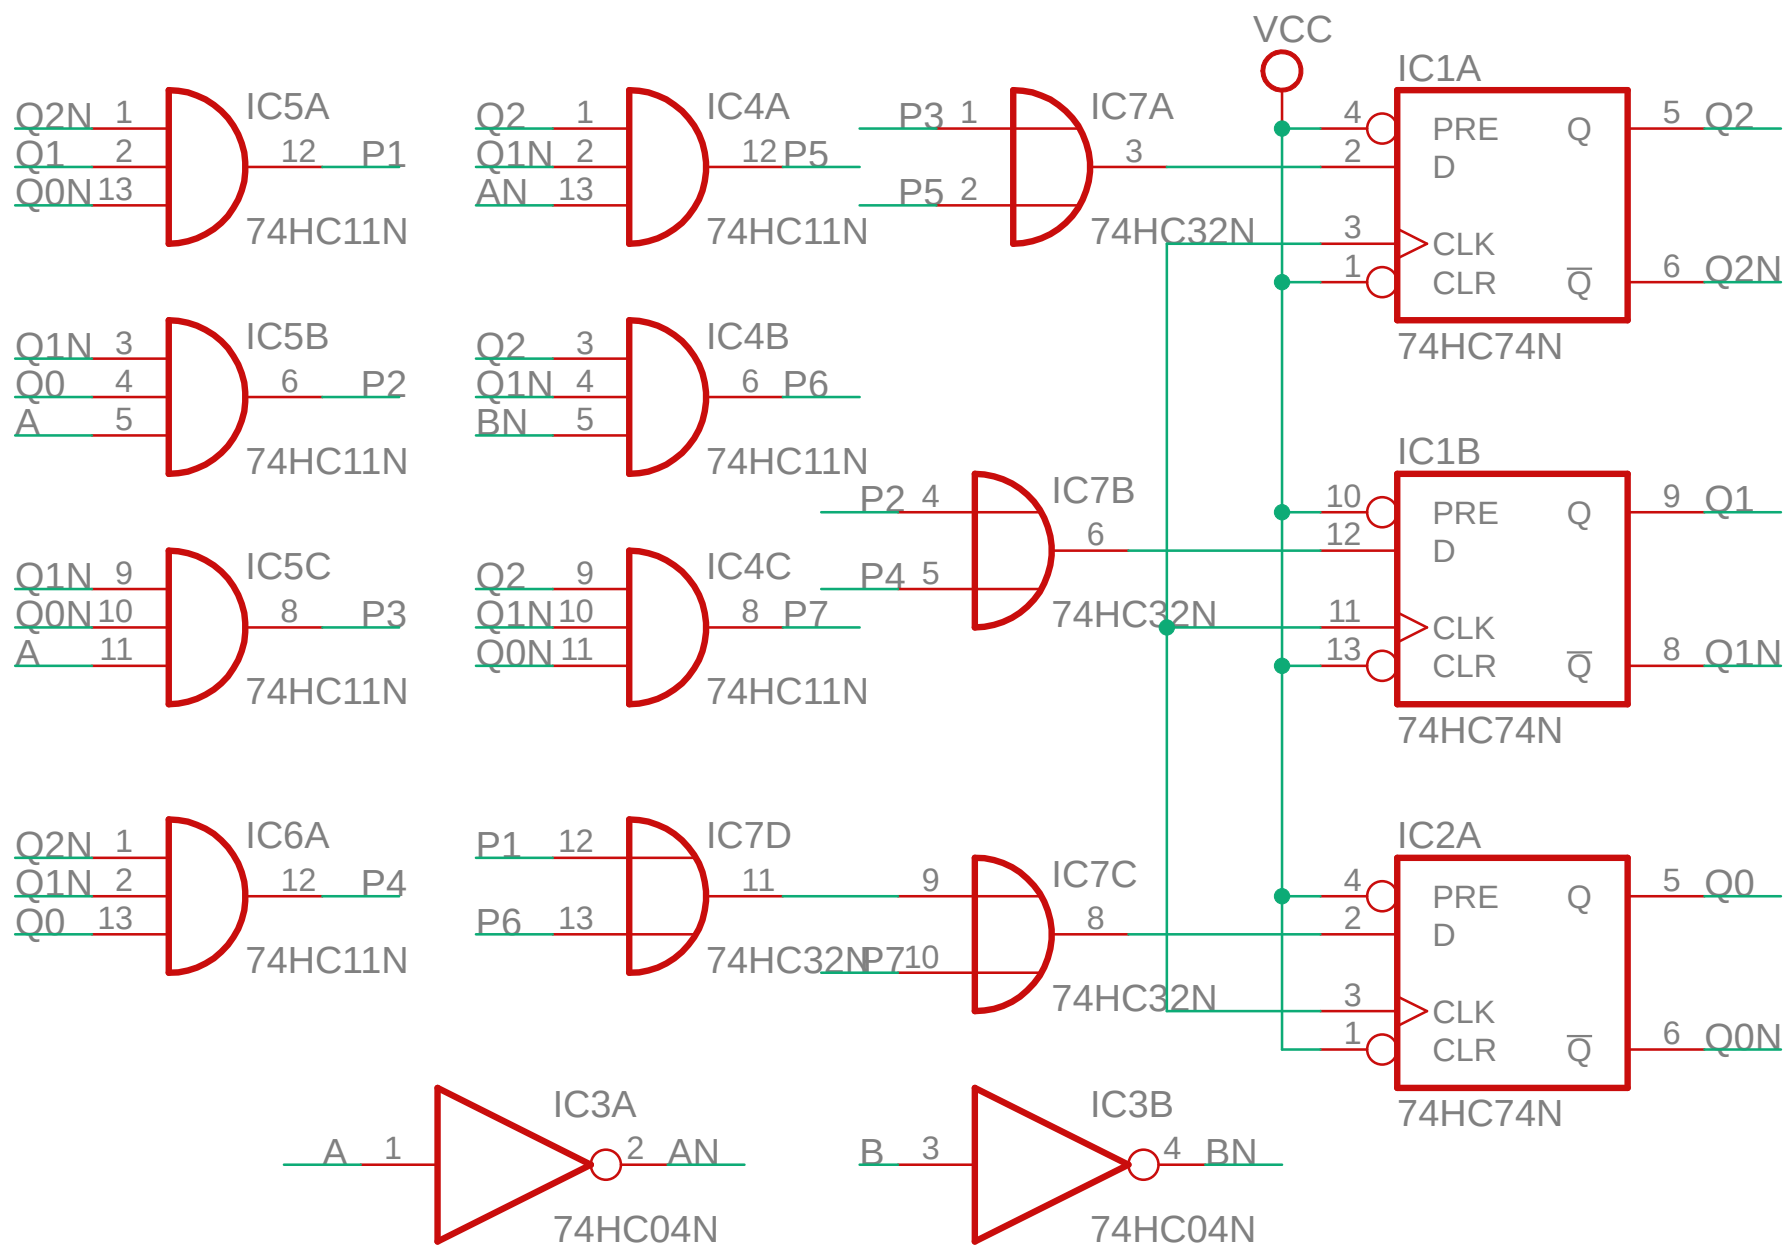 VCC
IC5A
Q2N 1
Q1 2
Q0N 13
12 P1
74HC11N
IC4A
Q2 1
Q1N 2
AN 13
12 P5
74HC11N
IC7A
P3 1
P5 2
3
74HC32N
IC1A
4 PRE Q 5 Q2
2 D
3 CLK
1 CLR Q 6 Q2N
74HC74N
IC5B
Q1N 3
Q0 4
A 5
6 P2
74HC11N
IC4B
Q2 3
Q1N 4
BN 5
6 P6
74HC11N
IC7B
P2 4
P4 5
6
74HC32N
IC1B
10 PRE Q 9 Q1
12 D
11 CLK
13 CLR Q 8 Q1N
74HC74N
IC5C
Q1N 9
Q0N 10
A 11
8 P3
74HC11N
IC4C
Q2 9
Q1N 10
Q0N 11
8 P7
74HC11N
IC6A
Q2N 1
Q1N 2
Q0 13
12 P4
74HC11N
IC7D
P1 12
P6 13
11
74HC32N
IC7C
9
P7 10
8
74HC32N
IC2A
4 PRE Q 5 Q0
2 D
3 CLK
1 CLR Q 6 Q0N
74HC74N
IC3A
A 1
2 AN
74HC04N
IC3B
B 3
4 BN
74HC04N